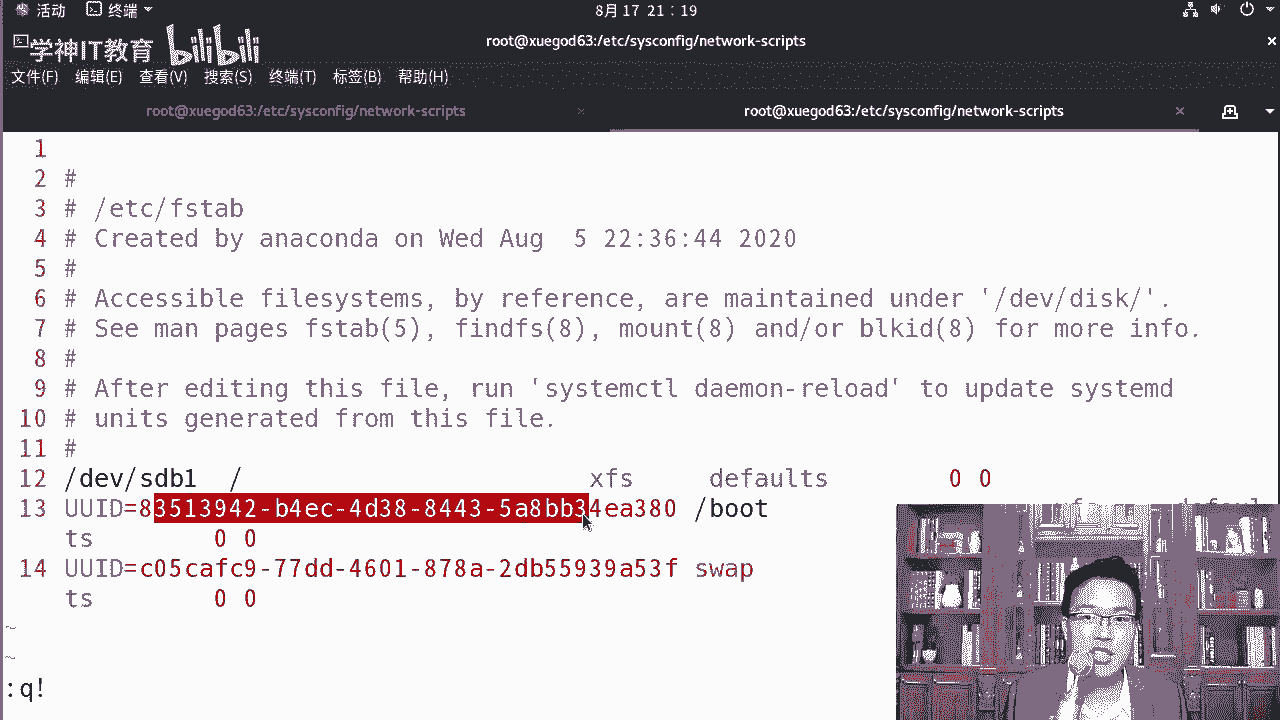 活动 终端 8月 17 21：19
学神IT教育 bilibili root@xuegod63:/etc/sysconfig/network-scripts ×
文件(F) 编辑(E) 查看(V) 搜索(S) 终端(T) 标签(B) 帮助(H)
root@xuegod63:/etc/sysconfig/network-scripts × root@xuegod63:/etc/sysconfig/network-scripts ×
1
2 #
3 # /etc/fstab
4 # Created by anaconda on Wed Aug  5 22:36:44 2020
5 #
6 # Accessible filesystems, by reference, are maintained under '/dev/disk/'.
7 # See man pages fstab(5), findfs(8), mount(8) and/or blkid(8) for more info.
8 #
9 # After editing this file, run 'systemctl daemon-reload' to update systemd
10 # units generated from this file.
11 #
12 /dev/sdb1  /                       xfs     defaults        0 0
13 UUID=83513942-b4ec-4d38-8443-5a8bb34ea380 /boot
ts        0 0
14 UUID=c05cafc9-77dd-4601-878a-2db55939a53f swap
ts        0 0
~
~
:q!